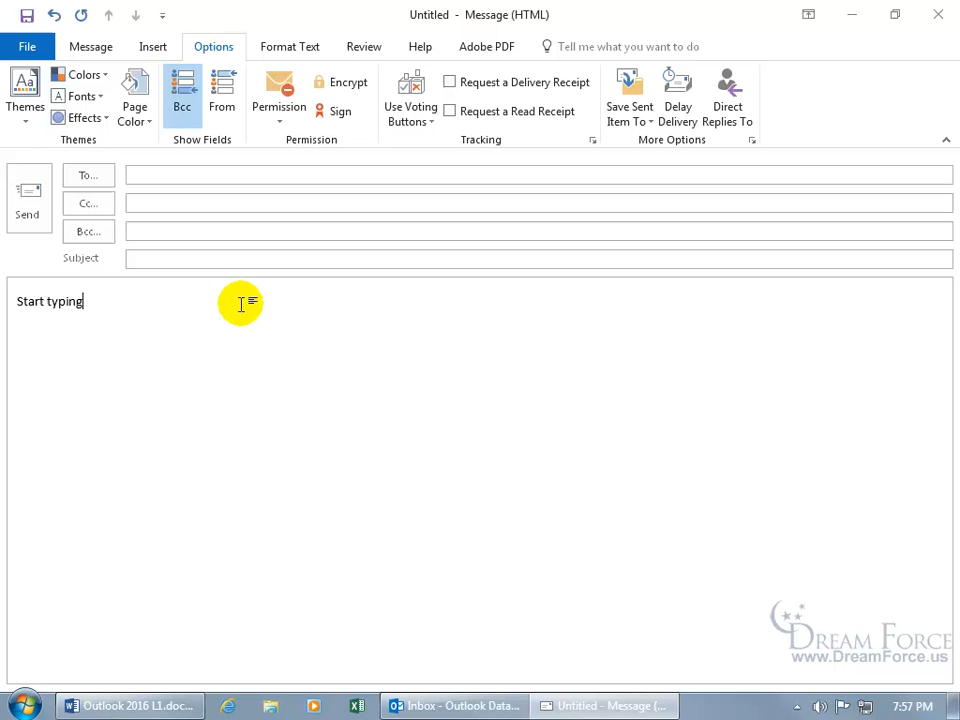 Untitled - Message (HTML)
File Message Insert Options Format Text Review Help Adobe PDF Tell me what you want to do
Themes
Colors
Fonts
Effects
Page
Color
Themes
Bcc
From
Show Fields
Permission
Encrypt
Sign
Permission
Use Voting
Buttons
Request a Delivery Receipt
Request a Read Receipt
Tracking
Save Sent
Item To
Delay
Delivery
Direct
Replies To
More Options
Send
To...
Cc...
Bcc...
Subject
Start typing
DREAM FORCE
www.DreamForce.us
Outlook 2016 L1.doc...
Inbox - Outlook Data...
Untitled - Message (...
7:57 PM